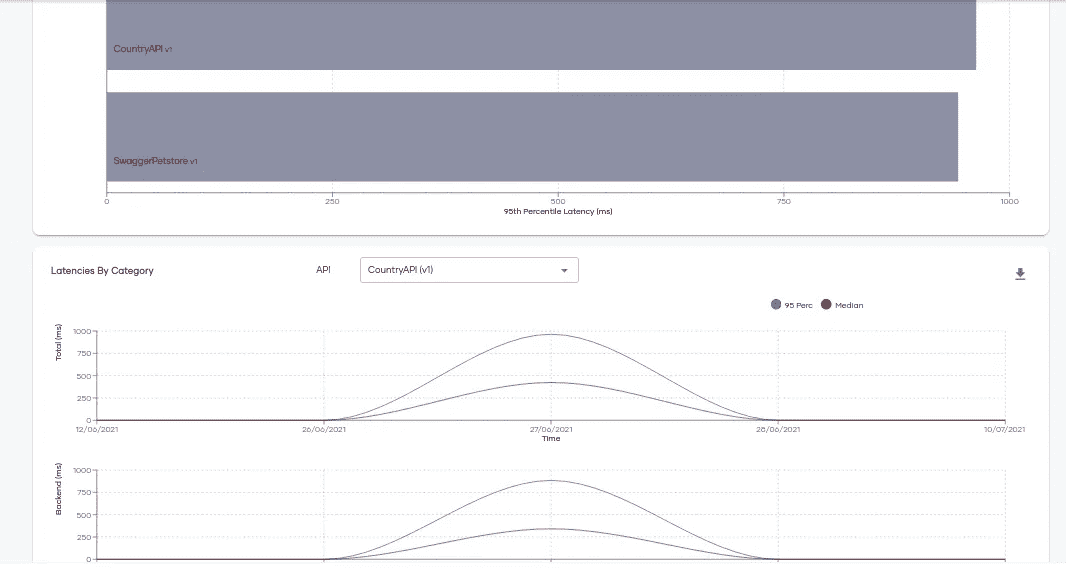 CountryAPI v1
SwaggerPetstore v1
0 250 500 750 1000
95th Percentile Latency (ms)
Latencies By Category API CountryAPI (v1)
95 Perc Median
Total (ms)
1000
750
500
250
0
12/06/2021 26/06/2021 27/06/2021 28/06/2021 10/07/2021
Time
Backend (ms)
1000
750
500
250
0